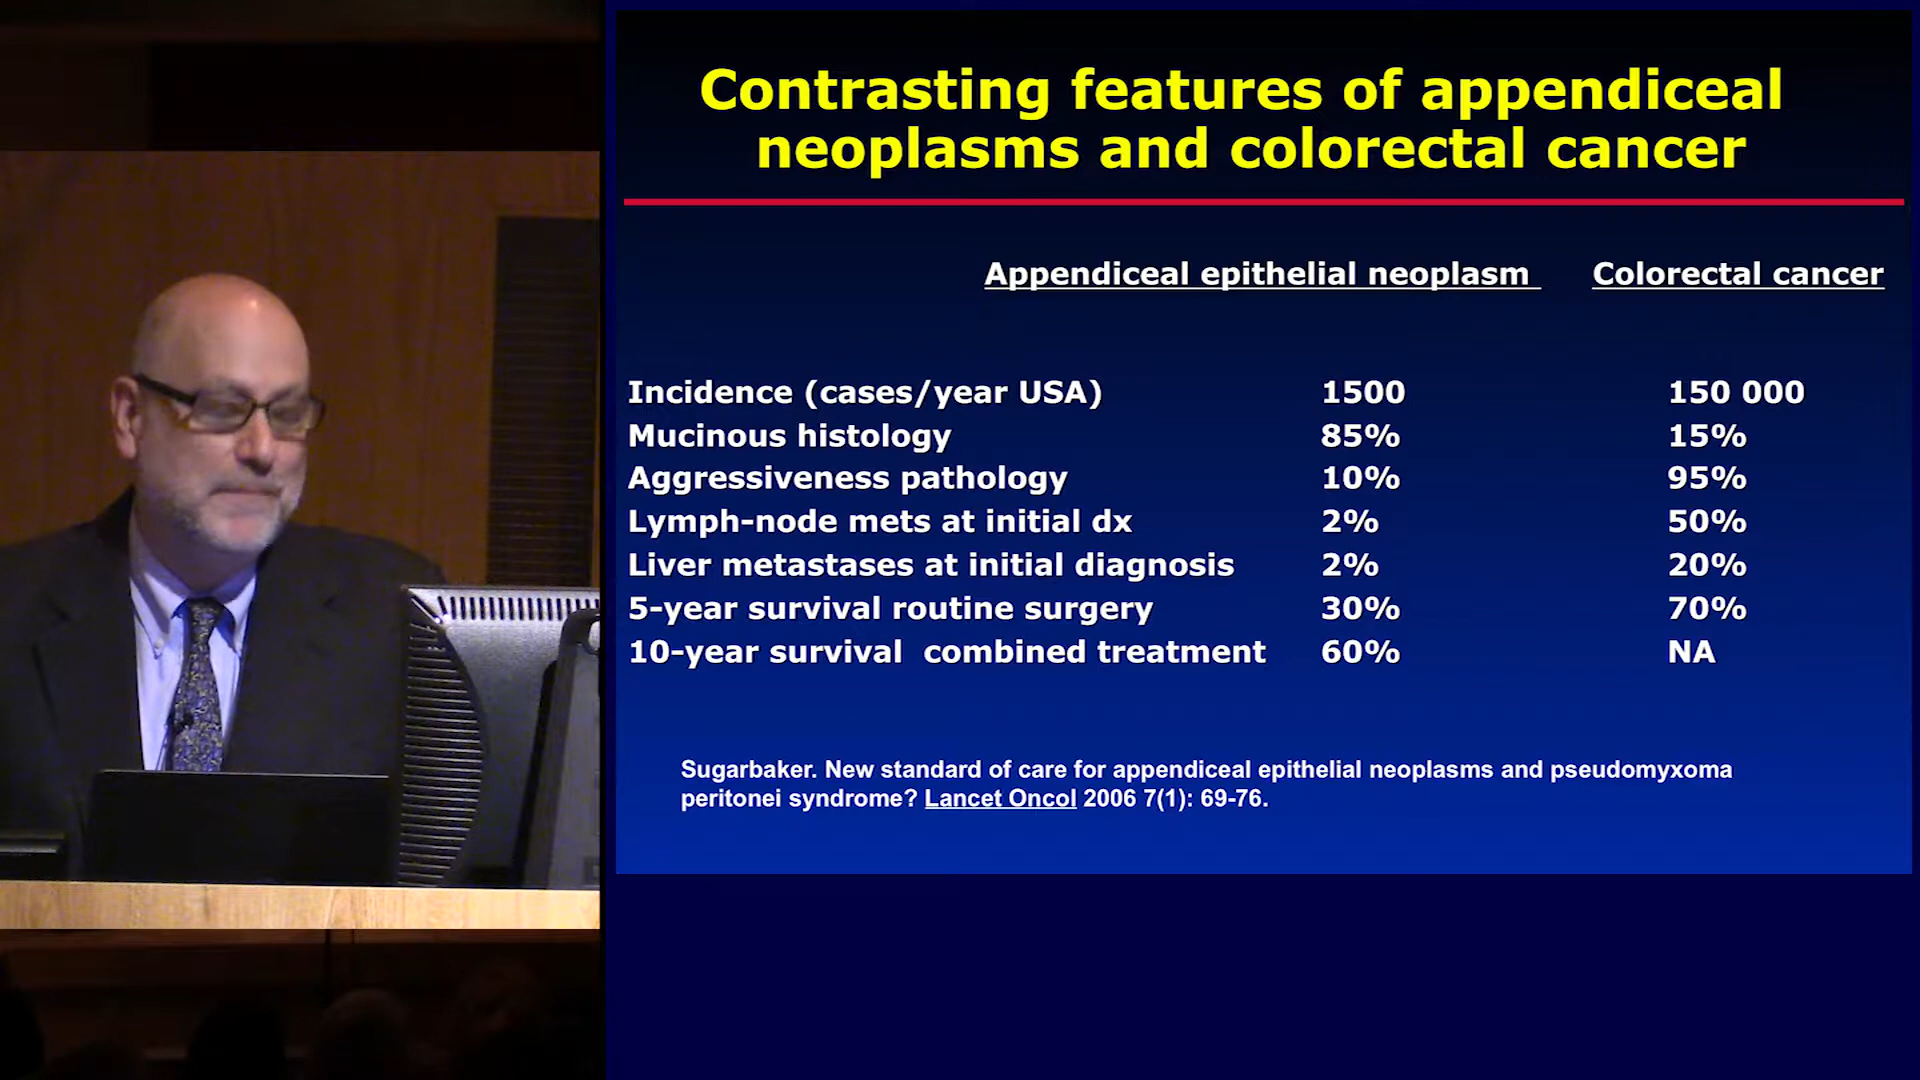 Contrasting features of appendiceal
neoplasms and colorectal cancer
Appendiceal epithelial neoplasm Colorectal cancer
Incidence (cases/year USA) 1500 150 000
Mucinous histology 85% 15%
Aggressiveness pathology 10% 95%
Lymph-node mets at initial dx 2% 50%
Liver metastases at initial diagnosis 2% 20%
5-year survival routine surgery 30% 70%
10-year survival combined treatment 60% NA
Sugarbaker. New standard of care for appendiceal epithelial neoplasms and pseudomyxoma
peritonei syndrome? Lancet Oncol 2006 7(1): 69-76.